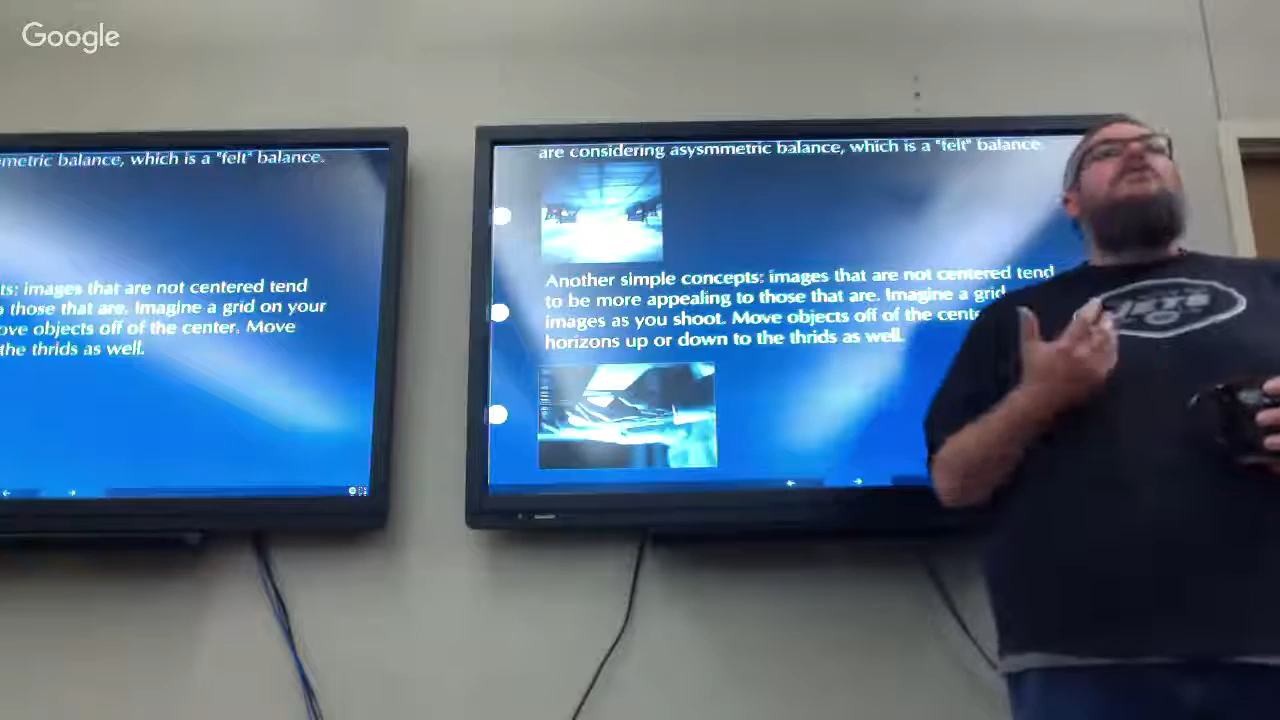 Google
metric balance, which is a "felt" balance.
ts: images that are not centered tend
o those that are. Imagine a grid on your
ove objects off of the center. Move
the thrids as well.
are considering asysmmetric balance, which is a "felt" balance.
Another simple concepts: images that are not centered tend
to be more appealing to those that are. Imagine a grid
images as you shoot. Move objects off of the cente
horizons up or down to the thrids as well.
JETS